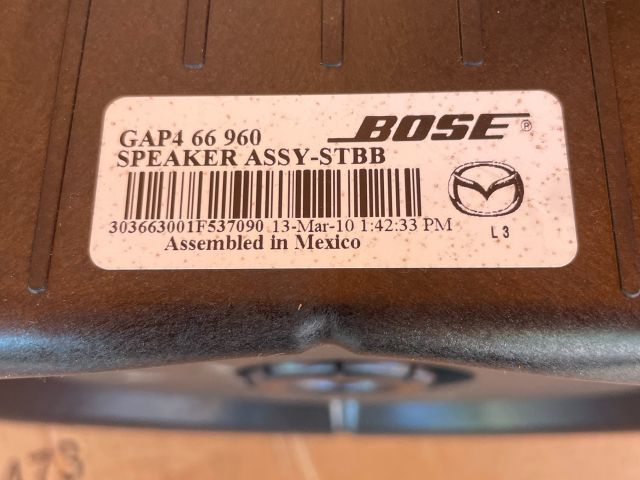 GAP4 66 960 BOSE®
SPEAKER ASSY-STBB
303663001F537090 13-Mar-10 1:42:33 PM
Assembled in Mexico
L3